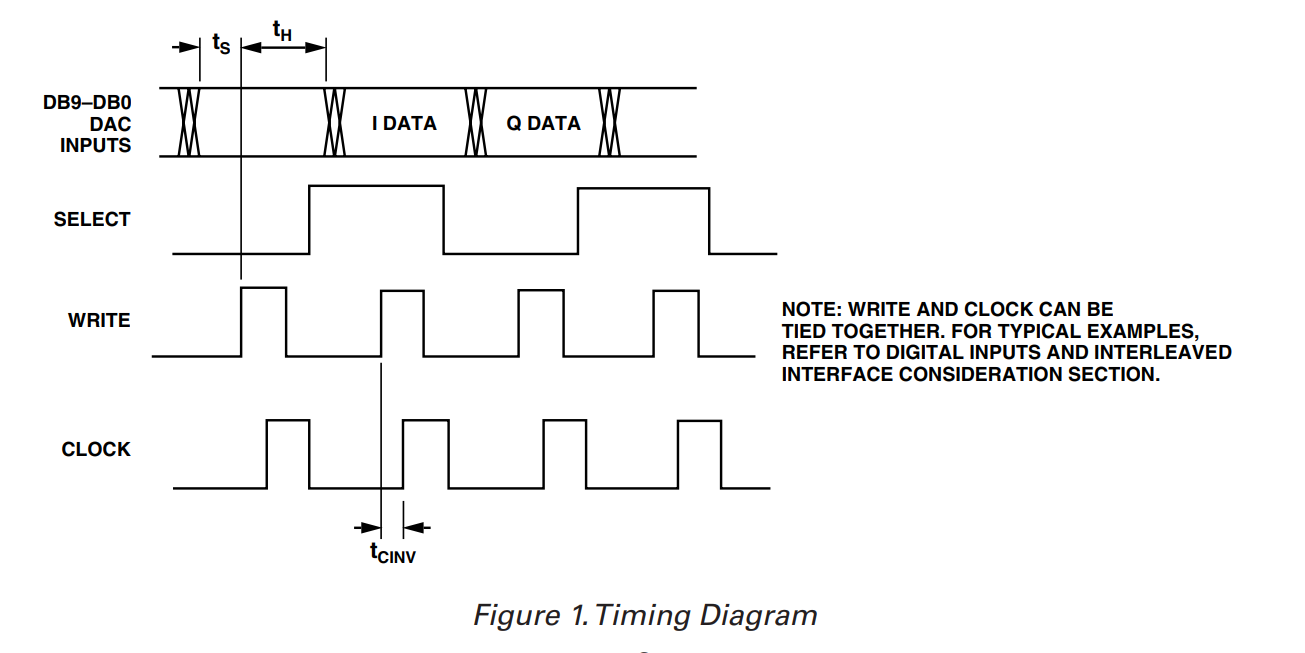 tS
tH
DB9–DB0
DAC
INPUTS
I DATA
Q DATA
SELECT
WRITE
NOTE: WRITE AND CLOCK CAN BE
TIED TOGETHER. FOR TYPICAL EXAMPLES,
REFER TO DIGITAL INPUTS AND INTERLEAVED
INTERFACE CONSIDERATION SECTION.
CLOCK
tCINV
Figure 1. Timing Diagram